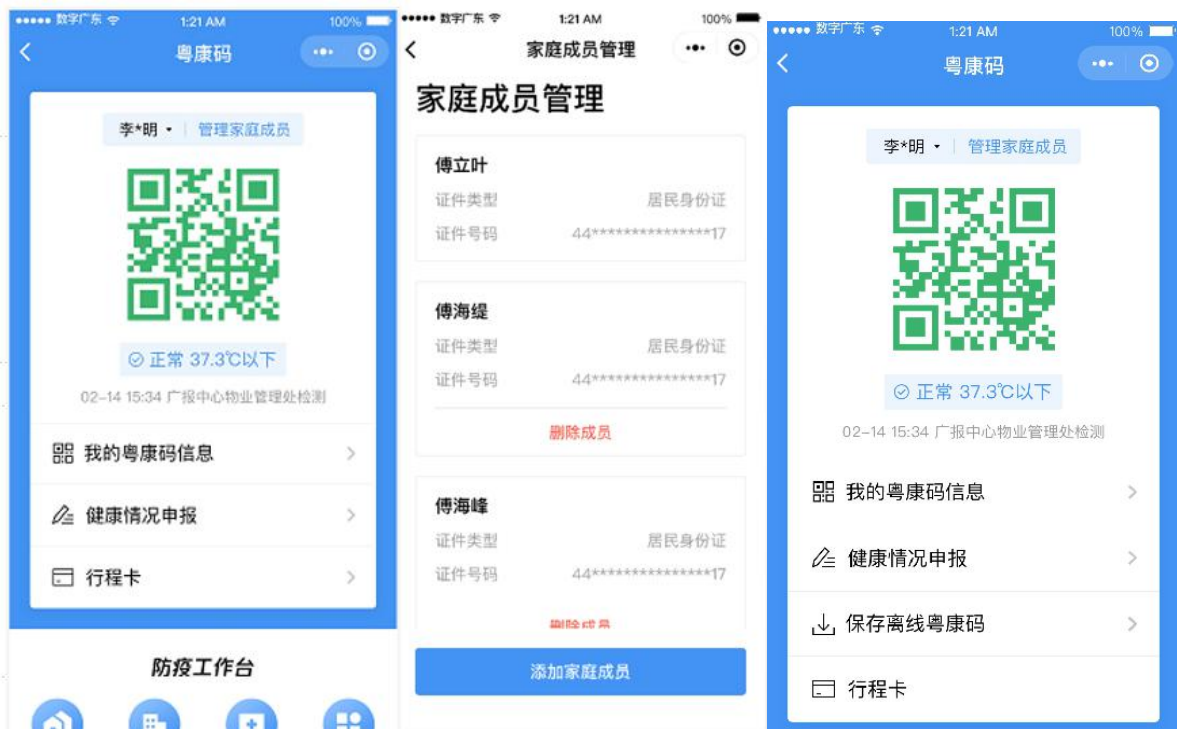 数字广东 1:21 AM 100%
粤康码
李*明 管理家庭成员
正常 37.3℃以下
02-14 15:34 广报中心物业管理处检测
我的粤康码信息
健康情况申报
行程卡
防疫工作台
数字广东 1:21 AM 100%
家庭成员管理
家庭成员管理
傅立叶
证件类型 居民身份证
证件号码 44***************17
傅海缇
证件类型 居民身份证
证件号码 44***************17
删除成员
傅海峰
证件类型 居民身份证
证件号码 44***************17
删除成员
添加家庭成员
数字广东 1:21 AM 100%
粤康码
李*明 管理家庭成员
正常 37.3℃以下
02-14 15:34 广报中心物业管理处检测
我的粤康码信息
健康情况申报
保存离线粤康码
行程卡